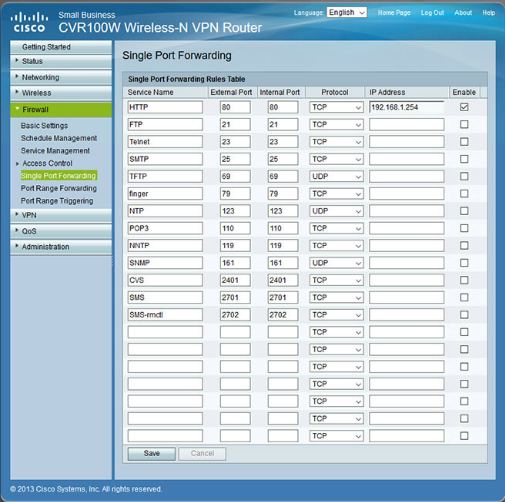 Small Business
cisco CVR100W Wireless-N VPN Router
Language: English Home Page Log Out About Help
Getting Started
Status
Networking
Wireless
Firewall
Basic Settings
Schedule Management
Service Management
Access Control
Single Port Forwarding
Port Range Forwarding
Port Range Triggering
VPN
QoS
Administration
Single Port Forwarding
Single Port Forwarding Rules Table
Service Name External Port Internal Port Protocol IP Address Enable
HTTP 80 80 TCP 192.168.1.254
FTP 21 21 TCP
Telnet 23 23 TCP
SMTP 25 25 TCP
TFTP 69 69 UDP
finger 79 79 TCP
NTP 123 123 UDP
POP3 110 110 TCP
NNTP 119 119 TCP
SNMP 161 161 UDP
CVS 2401 2401 TCP
SMS 2701 2701 TCP
SMS-rmctl 2702 2702 TCP
TCP
TCP
TCP
TCP
TCP
TCP
TCP
Save Cancel
© 2013 Cisco Systems, Inc. All rights reserved.